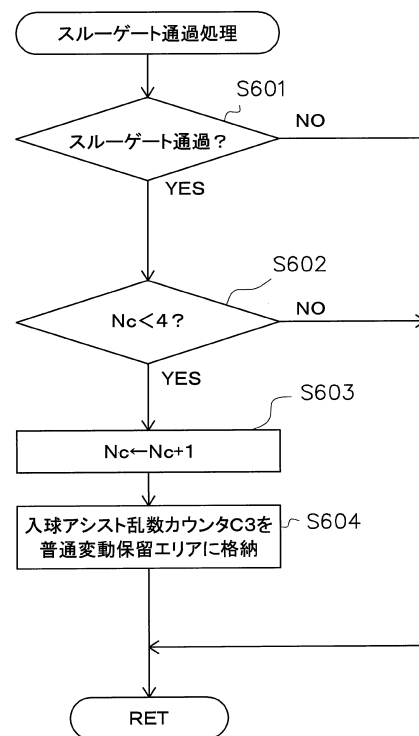 スルーゲート通過処理
S601
スルーゲート通過?
NO
YES
S602
Nc<4?
NO
YES
S603
Nc←Nc+1
S604
入球アシスト乱数カウンタC3を
普通変動保留エリアに格納
RET